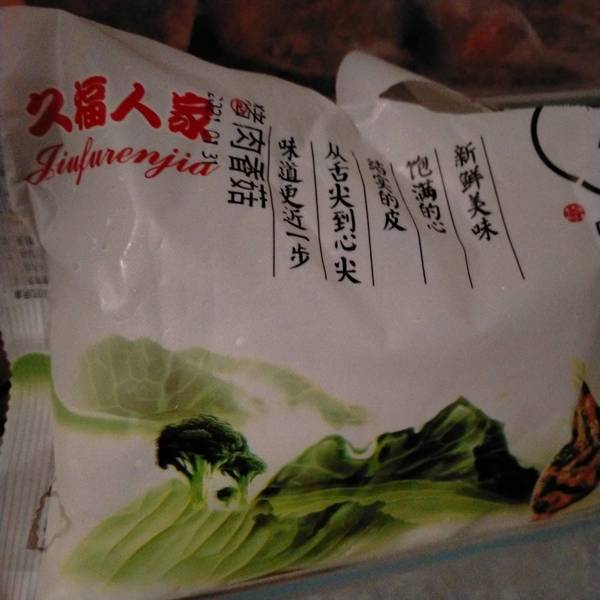 久福人家
Jiufurenjia
新鲜美味
饱满的心
结实的皮
从舌尖到心尖
味道更近一步
猪肉香菇